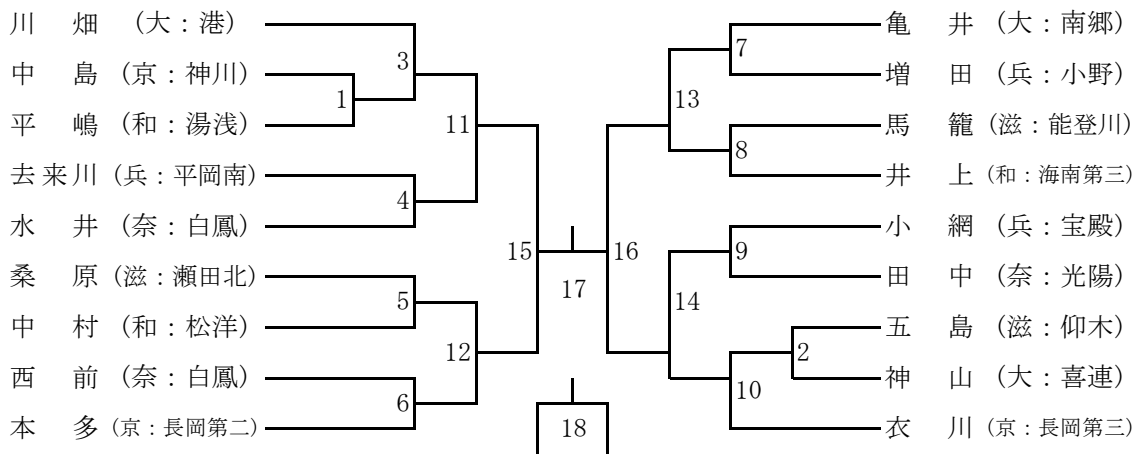 川畑 (大：港)
中島 (京：神川)
平嶋 (和：湯浅)
去来川 (兵：平岡南)
水井 (奈：白鳳)
桑原 (滋：瀬田北)
中村 (和：松洋)
西前 (奈：白鳳)
本多 (京：長岡第二)
1
3
4
5
6
11
12
15
17
18
16
13
14
7
8
9
10
2
亀井 (大：南郷)
増田 (兵：小野)
馬籠 (滋：能登川)
井上 (和：海南第三)
小網 (兵：宝殿)
田中 (奈：光陽)
五島 (滋：仰木)
神山 (大：喜連)
衣川 (京：長岡第三)